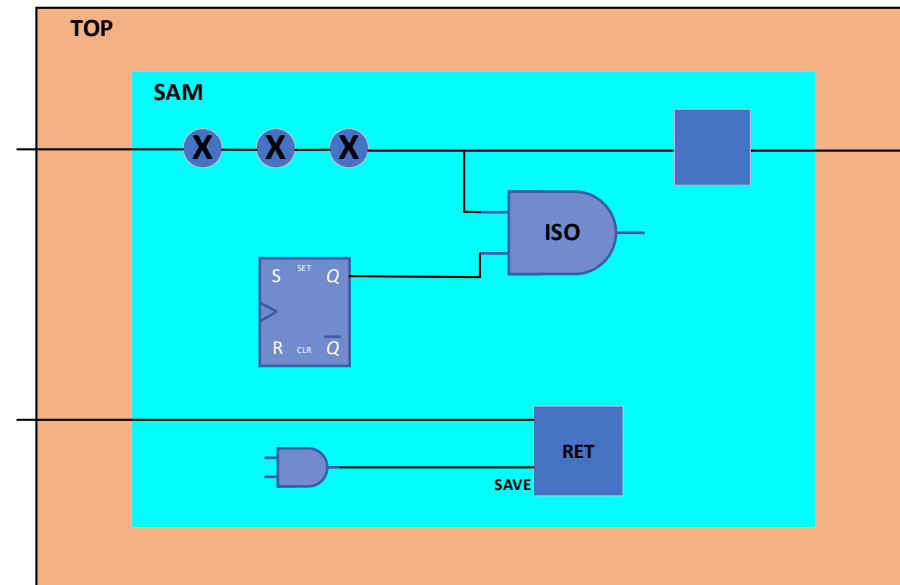 TOP
SAM
X X X
ISO
S SET Q
R CLR Q
RET
SAVE